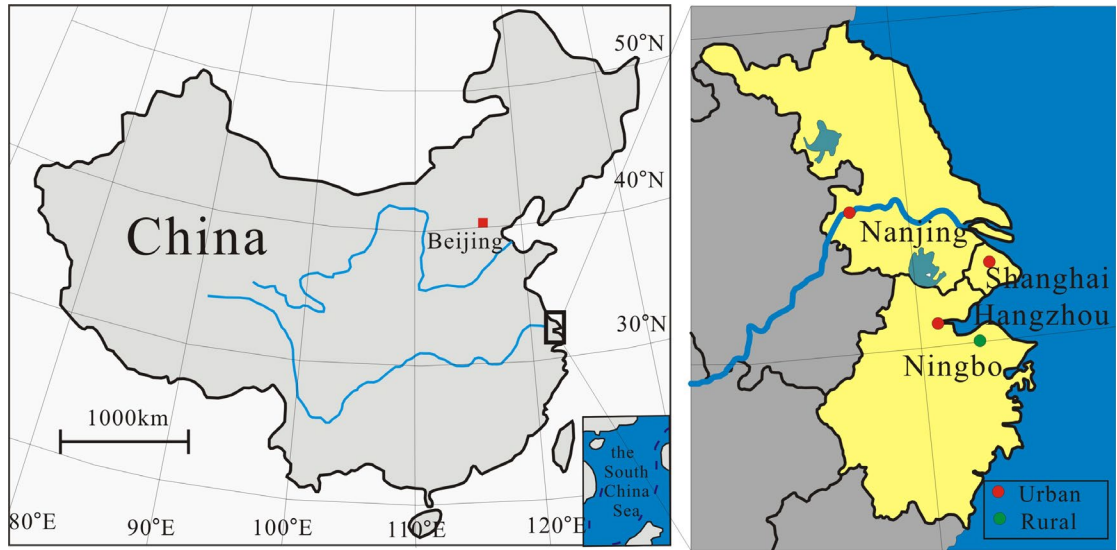 50°N
40°N
China
Beijing
30°N
1000km
the
South
China
Sea
80°E
90°E
100°E
110°E
120°E
Nanjing
Shanghai
Hangzhou
Ningbo
Urban
Rural